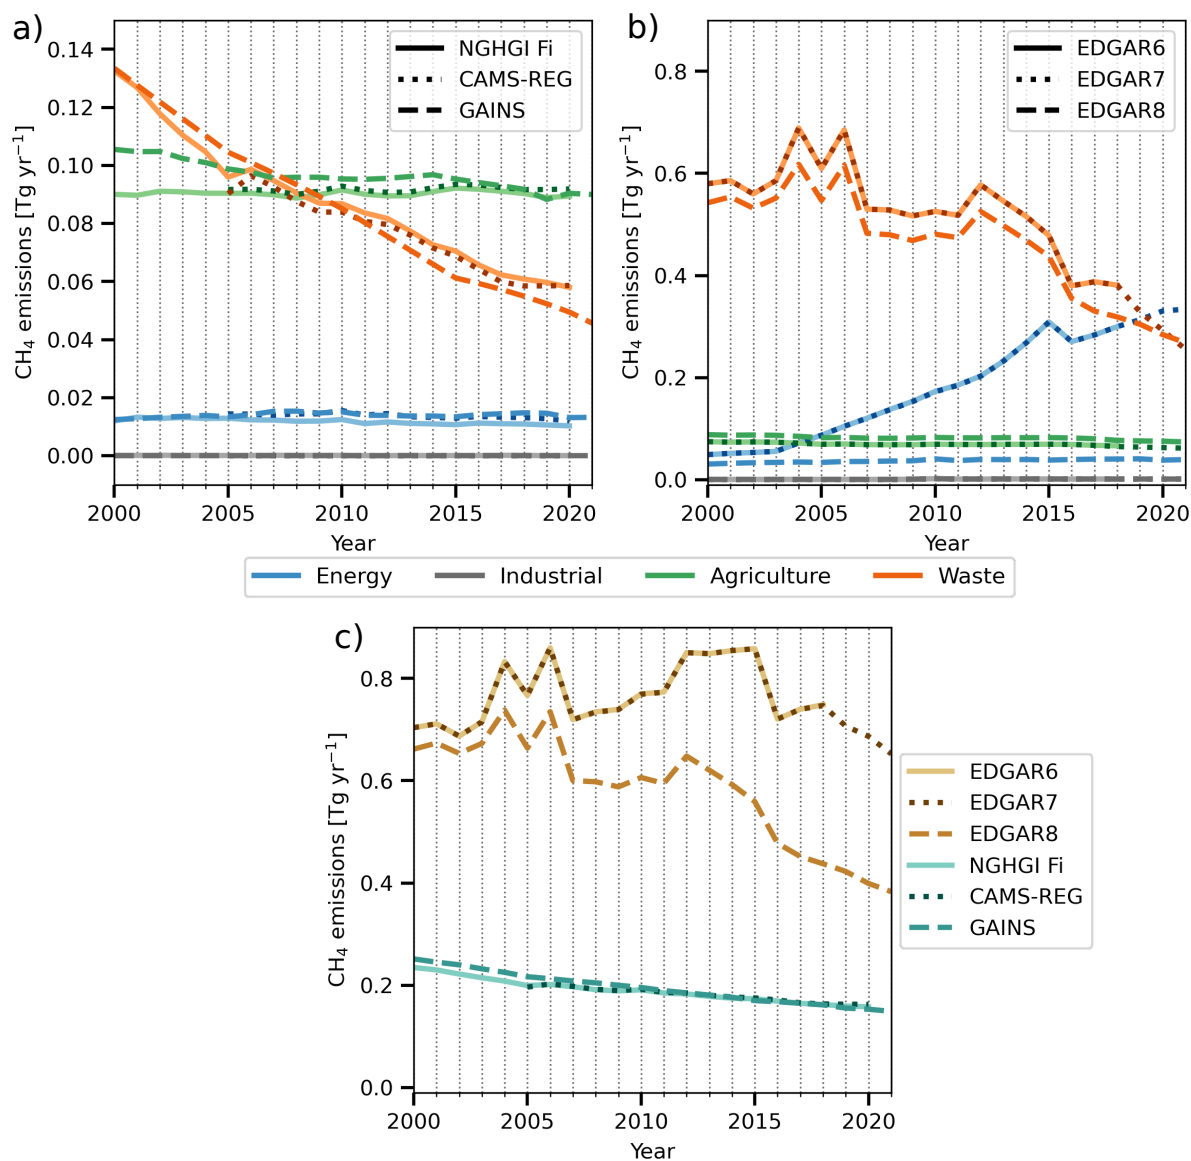 a)
CH₄ emissions [Tg yr⁻¹]
0.14
0.12
0.10
0.08
0.06
0.04
0.02
0.00
NGHGI Fi
CAMS-REG
GAINS
2000 2005 2010 2015 2020
Year
b)
CH₄ emissions [Tg yr⁻¹]
0.8
0.6
0.4
0.2
0.0
EDGAR6
EDGAR7
EDGAR8
2000 2005 2010 2015 2020
Year
Energy Industrial Agriculture Waste
c)
CH₄ emissions [Tg yr⁻¹]
0.8
0.6
0.4
0.2
0.0
2000 2005 2010 2015 2020
Year
EDGAR6
EDGAR7
EDGAR8
NGHGI Fi
CAMS-REG
GAINS